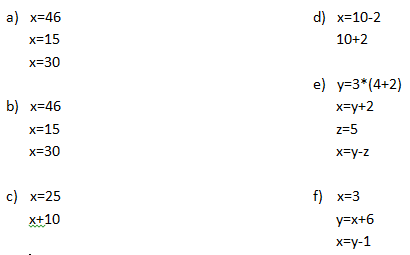 a) x=46
x=15
x=30
b) x=46
x=15
x=30
c) x=25
x+10
d) x=10-2
10+2
e) y=3*(4+2)
x=y+2
z=5
x=y-z
f) x=3
y=x+6
x=y-1